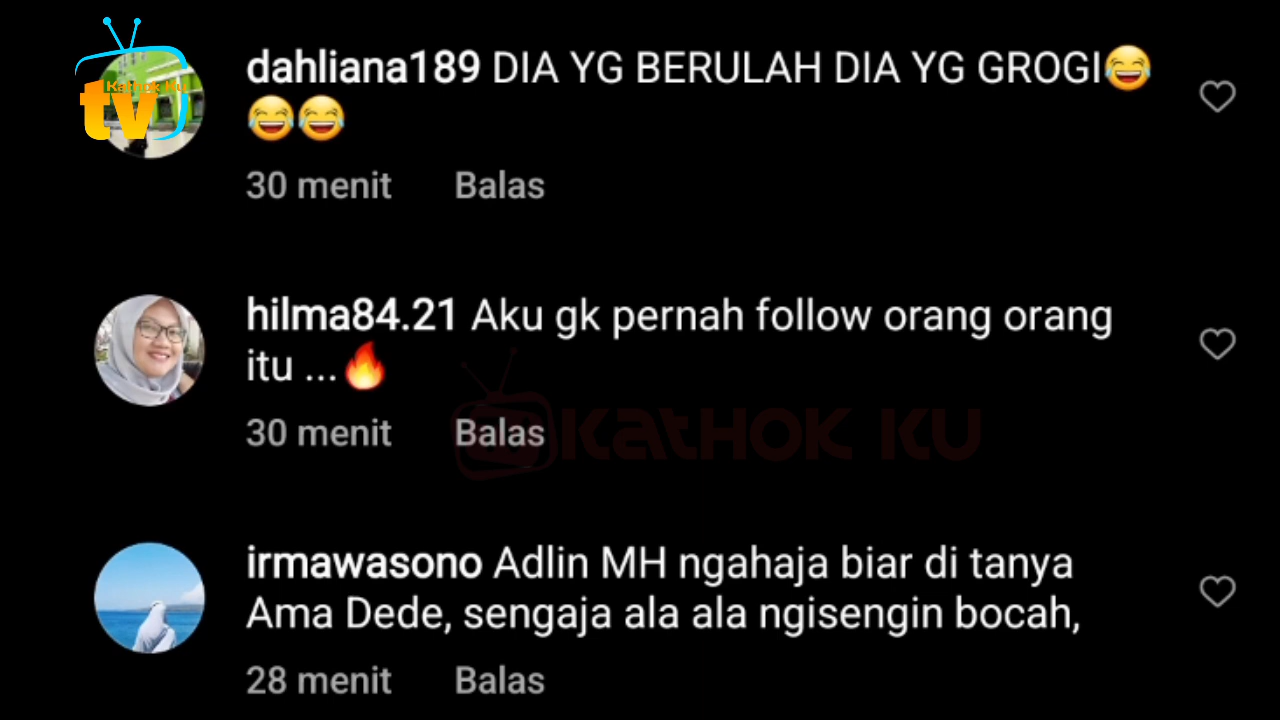 Kathok Ku
tv
dahliana189 DIA YG BERULAH DIA YG GROGI😂
😂😂
30 menit Balas
hilma84.21 Aku gk pernah follow orang orang
itu ...🔥
30 menit Balas
KATHOK KU
irmawasono Adlin MH ngahaja biar di tanya
Ama Dede, sengaja ala ala ngisengin bocah,
28 menit Balas